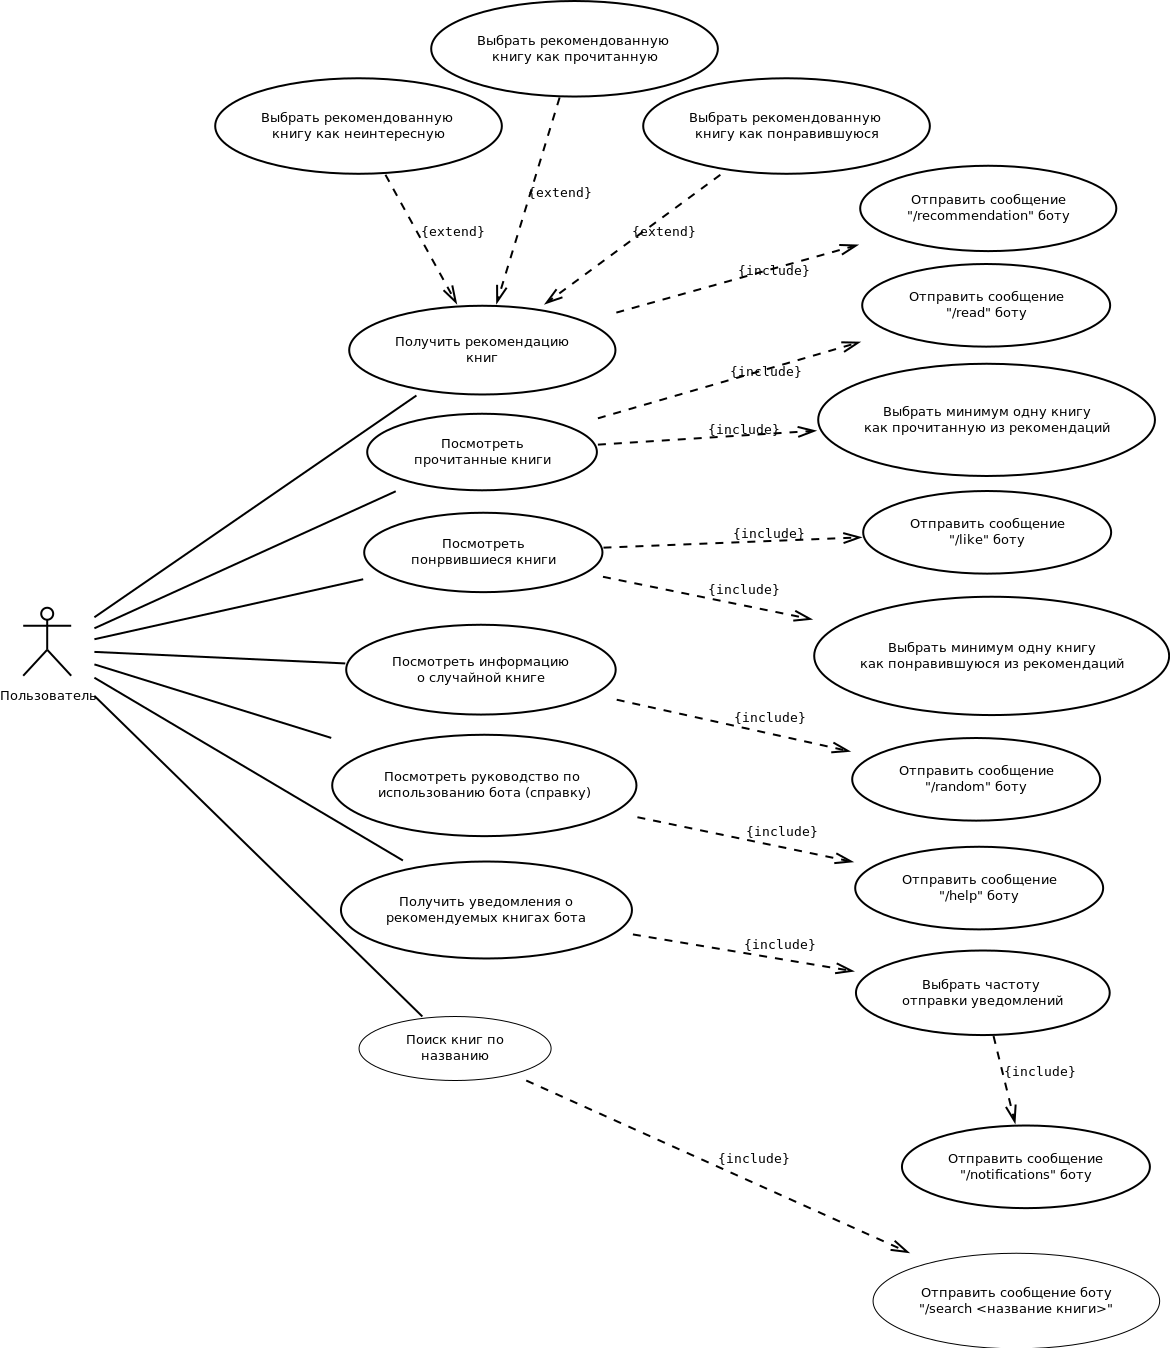 Выбрать рекомендованную
книгу как прочитанную
Выбрать рекомендованную
книгу как неинтересную
Выбрать рекомендованную
книгу как понравившуюся
{extend}
{extend}
{extend}
Отправить сообщение
"/recommendation" боту
{include}
Отправить сообщение
"/read" боту
Получить рекомендацию
книг
{include}
Выбрать минимум одну книгу
как прочитанную из рекомендаций
{include}
Посмотреть
прочитанные книги
Отправить сообщение
"/like" боту
{include}
Посмотреть
понрвившиеся книги
{include}
Выбрать минимум одну книгу
как понравившуюся из рекомендаций
Посмотреть информацию
о случайной книге
Пользователь
{include}
Отправить сообщение
"/random" боту
Посмотреть руководство по
использованию бота (справку)
{include}
Отправить сообщение
"/help" боту
Получить уведомления о
рекомендуемых книгах бота
{include}
Выбрать частоту
отправки уведомлений
Поиск книг по
названию
{include}
{include}
Отправить сообщение
"/notifications" боту
Отправить сообщение боту
"/search <название книги>"